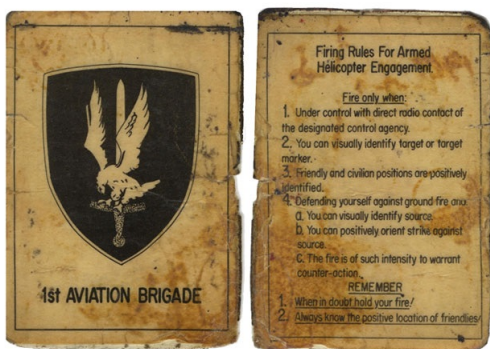 1st AVIATION BRIGADE
Firing Rules For Armed
Helicopter Engagement
Fire only when:
1. Under control with direct radio contact of
the designated control agency.
2. You can visually identify target or target
marker.
3. Friendly and civilian positions are positively
identified.
4. Defending yourself against ground fire and
a. You can visually identify source.
b. You can positively orient strike against
source.
c. The fire is of such intensity to warrant
counter-action.
REMEMBER
1. When in doubt hold your fire!
2. Always know the positive location of friendlies!